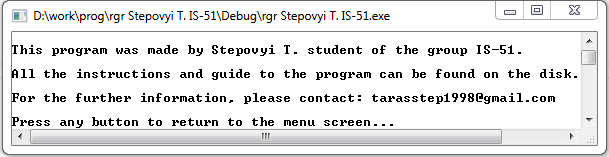 D:\work\prog\rgr Stepovyi T. IS-51\Debug\rgr Stepovyi T. IS-51.exe
This program was made by Stepovyi T. student of the group IS-51.
All the instructions and guide to the program can be found on the disk.
For the further information, please contact: tarasstep1998@gmail.com
Press any button to return to the menu screen...